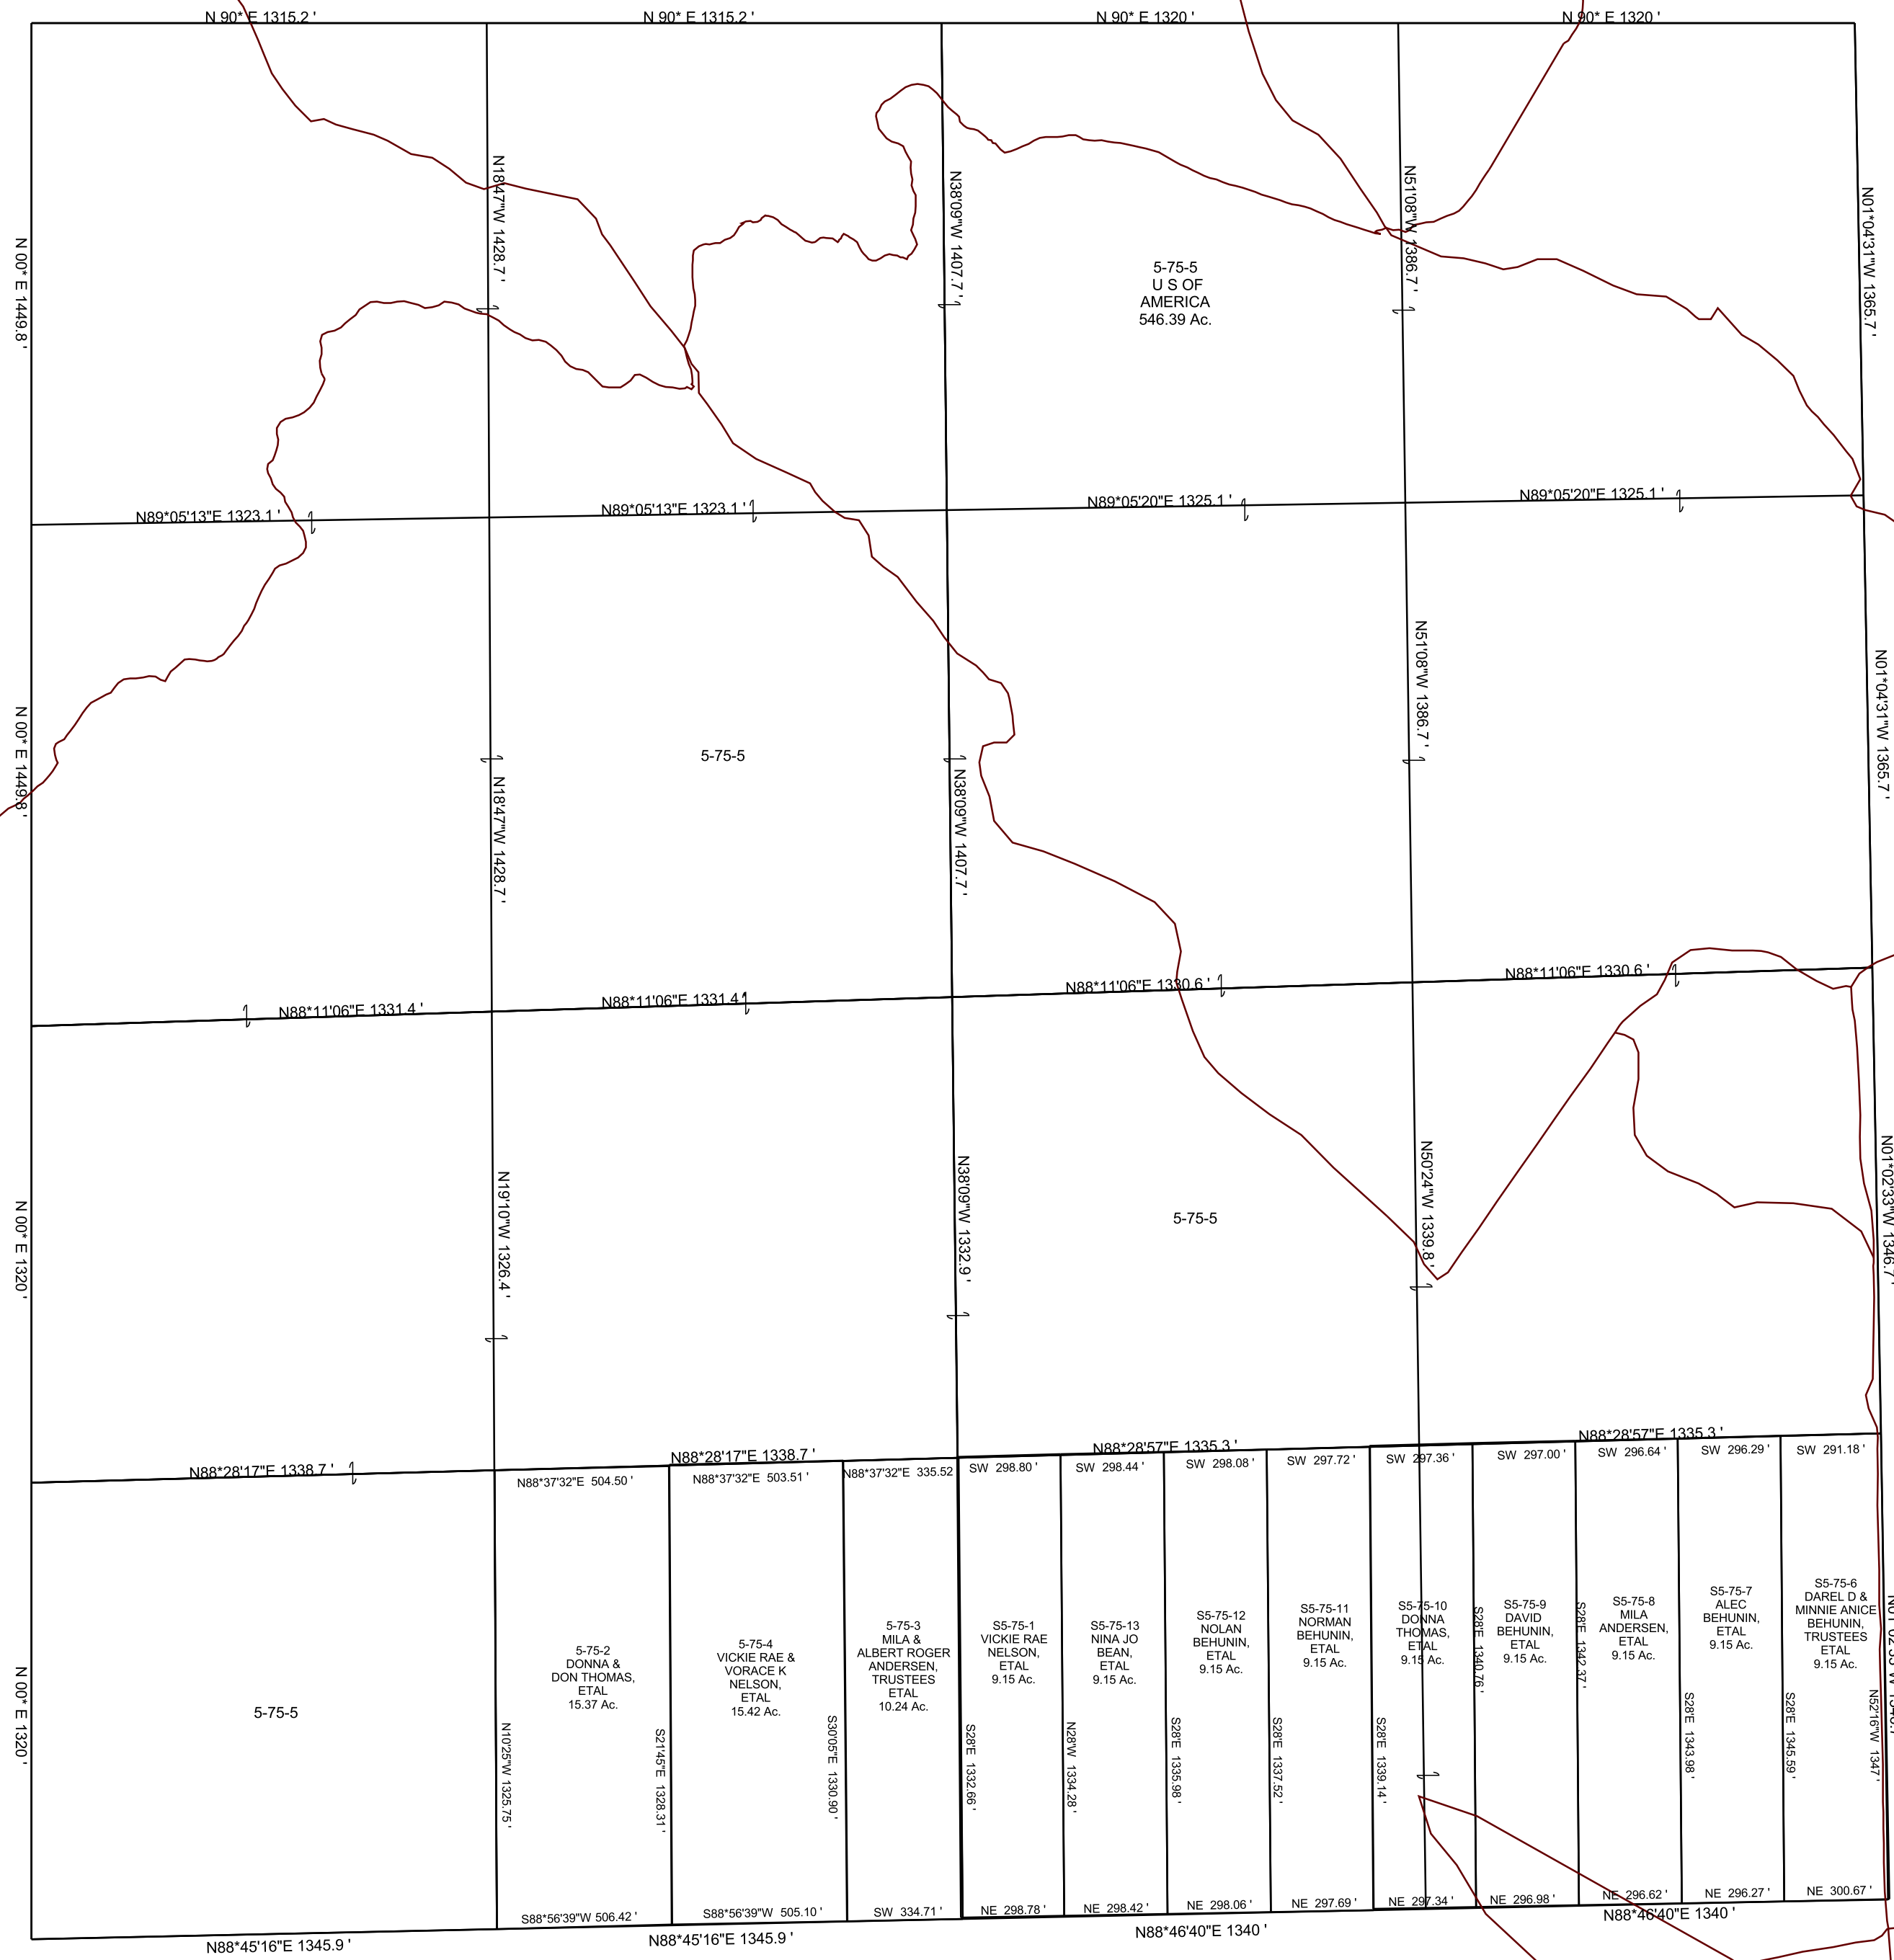 N 90* E 1315.2 '
N 90* E 1315.2 '
N 90* E 1320 '
N 90* E 1320 '
N18'47"W 1428.7 '
N38'09"W 1407.7 '
N51'08"W 1386.7 '
N01*04'31"W 1365.7 '
N 00* E 1449.8 '
5-75-5
U S OF
AMERICA
546.39 Ac.
N89*05'13"E 1323.1 '
N89*05'13"E 1323.1 '
N89*05'20"E 1325.1 '
N89*05'20"E 1325.1 '
N 00* E 1449.8 '
N18'47"W 1428.7 '
5-75-5
N38'09"W 1407.7 '
N51'08"W 1386.7 '
N01*04'31"W 1365.7 '
N88*11'06"E 1331.4 '
N88*11'06"E 1331.4 '
N88*11'06"E 1330.6 '
N88*11'06"E 1330.6 '
N 00* E 1320 '
N19'10"W 1326.4 '
N38'09"W 1332.9 '
5-75-5
N50'24"W 1339.8 '
N01*02'33"W 1346.7 '
N88*28'17"E 1338.7 '
N88*28'17"E 1338.7 '
N88*28'57"E 1335.3 '
N88*28'57"E 1335.3 '
N88*37'32"E 504.50 '
N88*37'32"E 503.51 '
N88*37'32"E 335.52
SW 298.80 '
SW 298.44 '
SW 298.08 '
SW 297.72 '
SW 297.36 '
SW 297.00 '
SW 296.64 '
SW 296.29 '
SW 291.18 '
N 00* E 1320 '
5-75-5
5-75-2
DONNA &
DON THOMAS,
ETAL
15.37 Ac.
5-75-4
VICKIE RAE &
VORACE K
NELSON,
ETAL
15.42 Ac.
5-75-3
MILA &
ALBERT ROGER
ANDERSEN,
TRUSTEES
ETAL
10.24 Ac.
S5-75-1
VICKIE RAE
NELSON,
ETAL
9.15 Ac.
S5-75-13
NINA JO
BEAN,
ETAL
9.15 Ac.
S5-75-12
NOLAN
BEHUNIN,
ETAL
9.15 Ac.
S5-75-11
NORMAN
BEHUNIN,
ETAL
9.15 Ac.
S5-75-10
DONNA
THOMAS,
ETAL
9.15 Ac.
S5-75-9
DAVID
BEHUNIN,
ETAL
9.15 Ac.
S5-75-8
MILA
ANDERSEN,
ETAL
9.15 Ac.
S5-75-7
ALEC
BEHUNIN,
ETAL
9.15 Ac.
S5-75-6
DAREL D &
MINNIE ANICE
BEHUNIN,
TRUSTEES
ETAL
9.15 Ac.
N10'25"W 1325.75 '
S21'45"E 1328.31 '
S30'05"E 1330.90 '
S28'E 1332.66 '
N28'W 1334.28 '
S28'E 1335.98 '
S28'E 1337.52 '
S28'E 1339.14 '
S28'E 1340.76 '
S28'E 1342.37 '
S28'E 1343.98 '
S28'E 1345.59 '
N52'16"W 1347 '
S88*56'39"W 506.42 '
S88*56'39"W 505.10 '
SW 334.71 '
NE 298.78 '
NE 298.42 '
NE 298.06 '
NE 297.69 '
NE 297.34 '
NE 296.98 '
NE 296.62 '
NE 296.27 '
NE 300.67 '
N88*45'16"E 1345.9 '
N88*45'16"E 1345.9 '
N88*46'40"E 1340 '
N88*46'40"E 1340 '